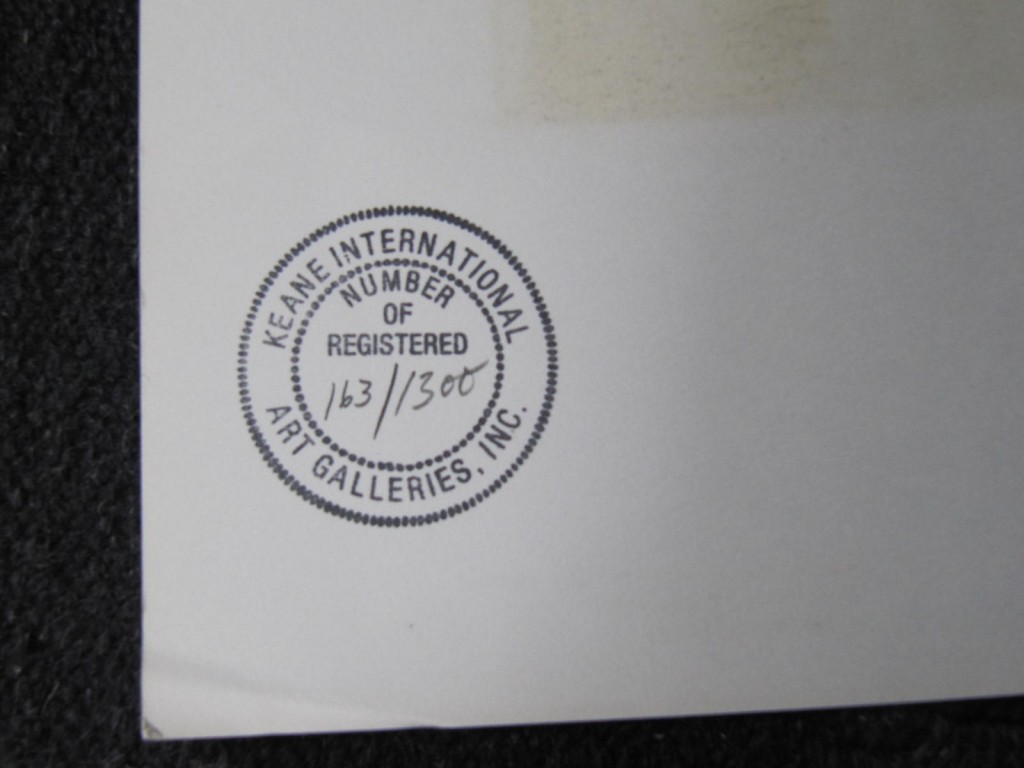 KEANE INTERNATIONAL
NUMBER
OF
REGISTERED
163/1300
ART GALLERIES, INC.